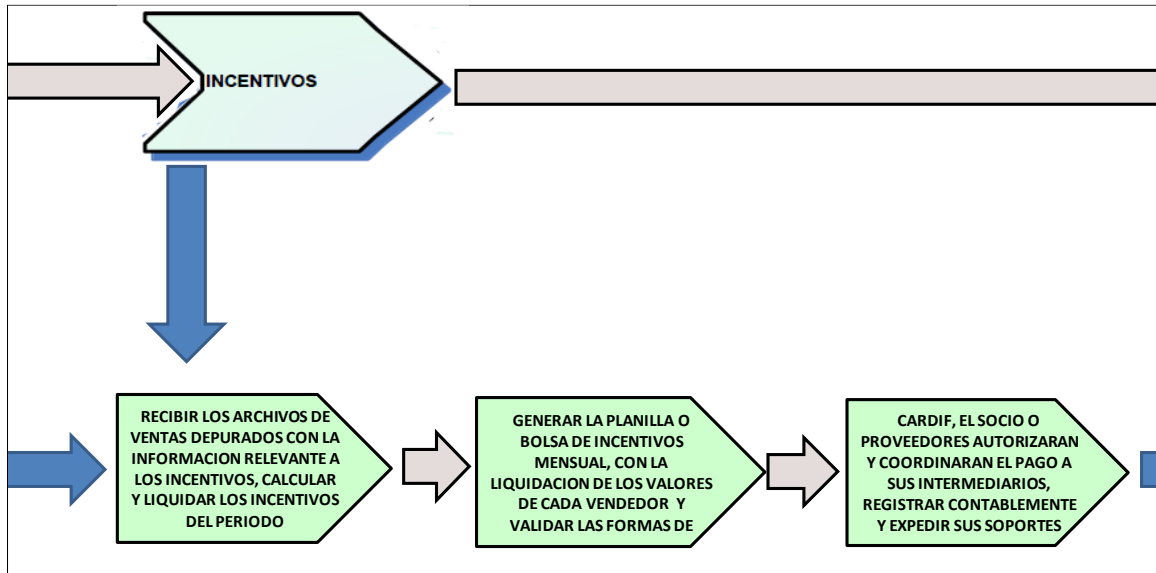 INCENTIVOS
RECIBIR LOS ARCHIVOS DE
VENTAS DEPURADOS CON LA
INFORMACION RELEVANTE A
LOS INCENTIVOS, CALCULAR
Y LIQUIDAR LOS INCENTIVOS
DEL PERIODO
GENERAR LA PLANILLA O
BOLSA DE INCENTIVOS
MENSUAL, CON LA
LIQUIDACION DE LOS VALORES
DE CADA VENDEDOR Y
VALIDAR LAS FORMAS DE
CARDIF, EL SOCIO O
PROVEEDORES AUTORIZARAN
Y COORDINARAN EL PAGO A
SUS INTERMEDIARIOS,
REGISTRAR CONTABLEMENTE
Y EXPEDIR SUS SOPORTES